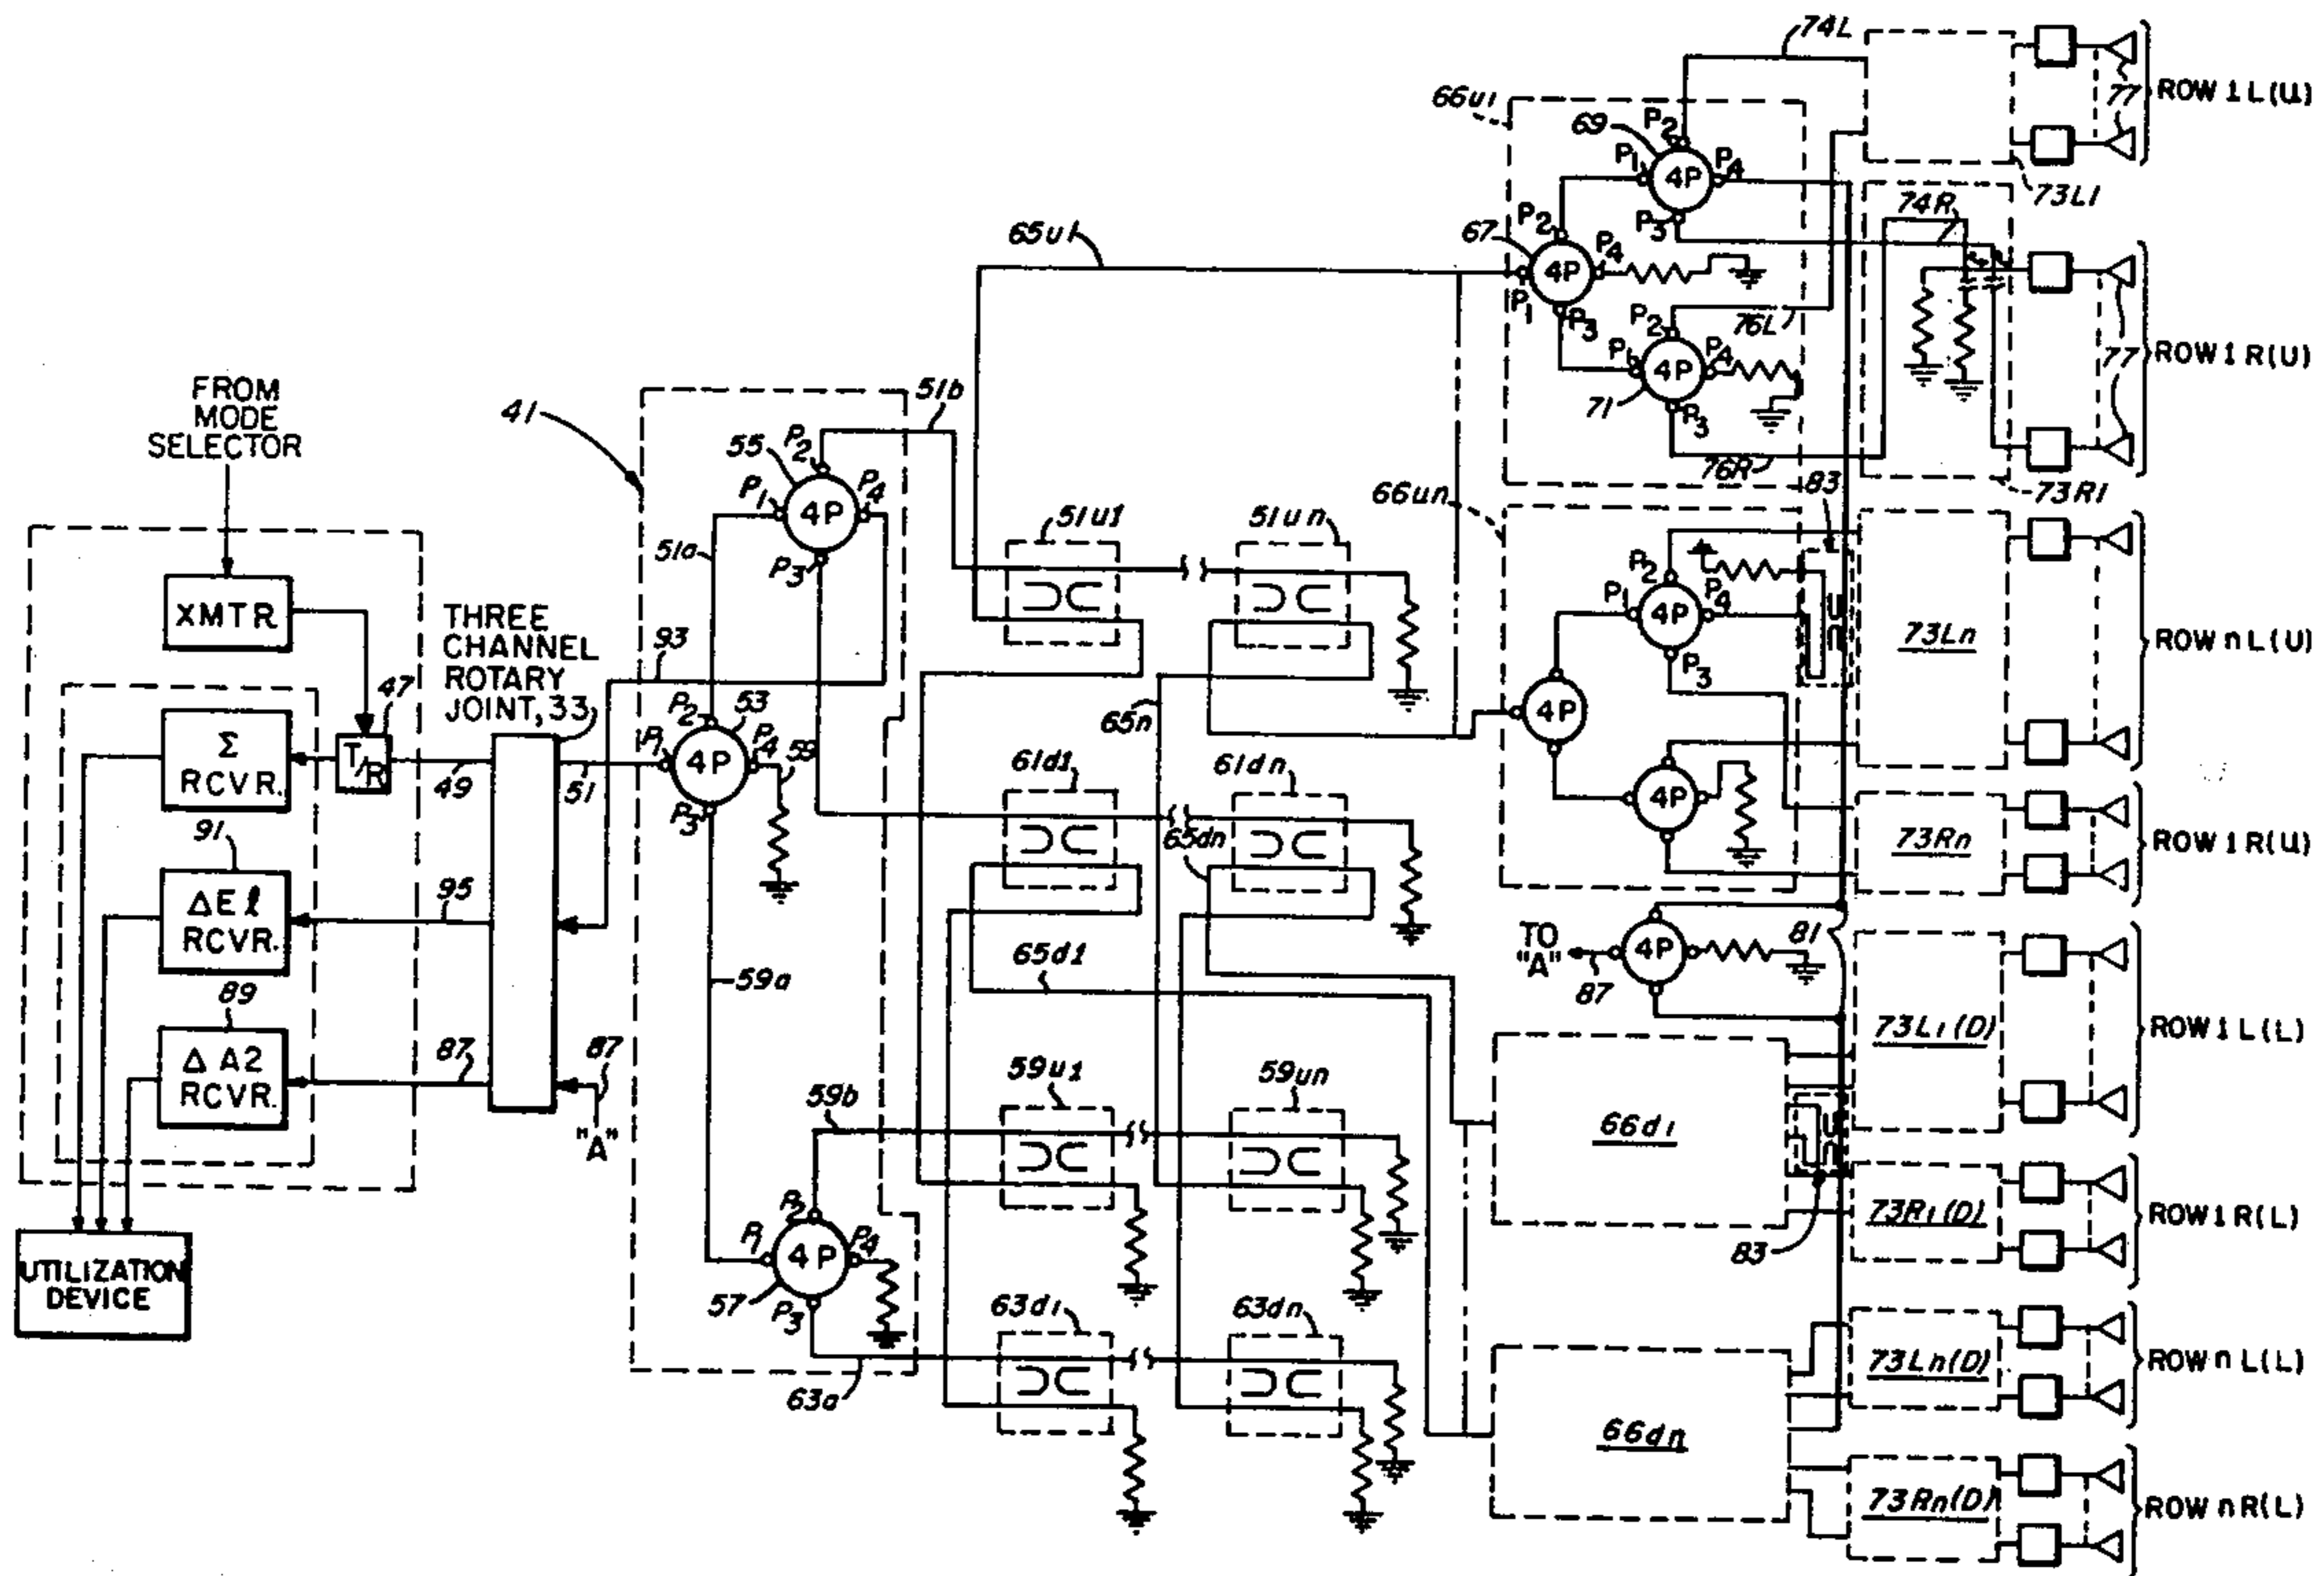 FROM
MODE
SELECTOR
XMTR.
THREE
CHANNEL
ROTARY
JOINT, 33
47
T/R
Σ
RCVR.
49
51
91
ΔEℓ
RCVR.
95
89
Δ A2
RCVR.
87
87
"A"
UTILIZATION
DEVICE
41
93
55
P1
P2
P3
P4
4P
51a
51b
P1
P2
53
P3
P4
4P
59
59a
57
P1
P2
P3
P4
4P
59b
63a
51u1
51un
61d1
61dn
59u1
59un
63d1
63dn
65u1
65n
65dn
65d1
66u1
67
P1
P2
P3
P4
4P
69
P1
P2
P3
P4
4P
71
P1
P2
P3
P4
4P
74L
76L
74R
76R
73L1
73R1
66un
P1
P2
P3
P4
4P
4P
4P
83
73Ln
73Rn
TO
"A"
87
4P
81
66d1
83
66dn
73L1(D)
73R1(D)
73Ln(D)
73Rn(D)
77
77
77
ROW 1 L(U)
ROW 1 R(U)
ROW n L(U)
ROW 1 R(U)
ROW 1 L(L)
ROW 1 R(L)
ROW n L(L)
ROW n R(L)